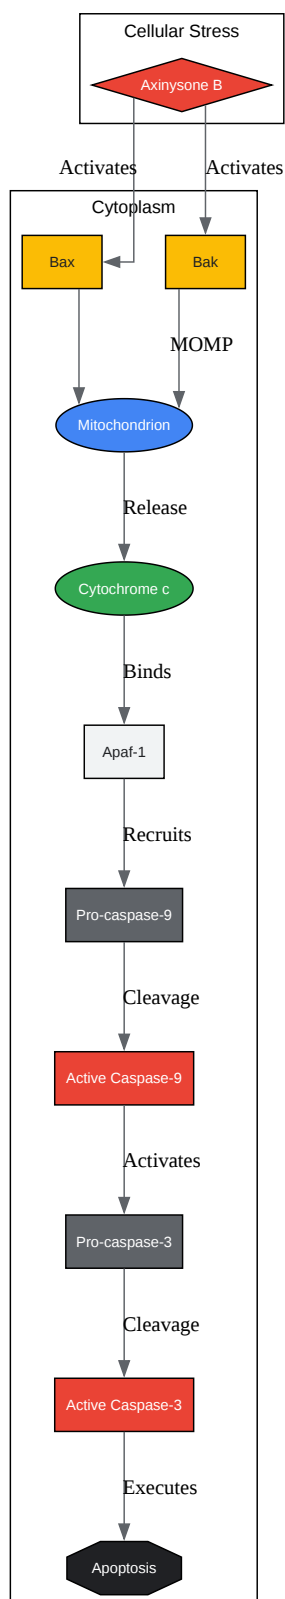 Cellular Stress
Axinysone B
Activates
Activates
Cytoplasm
Bax
Bak
MOMP
Mitochondrion
Release
Cytochrome c
Binds
Apaf-1
Recruits
Pro-caspase-9
Cleavage
Active Caspase-9
Activates
Pro-caspase-3
Cleavage
Active Caspase-3
Executes
Apoptosis